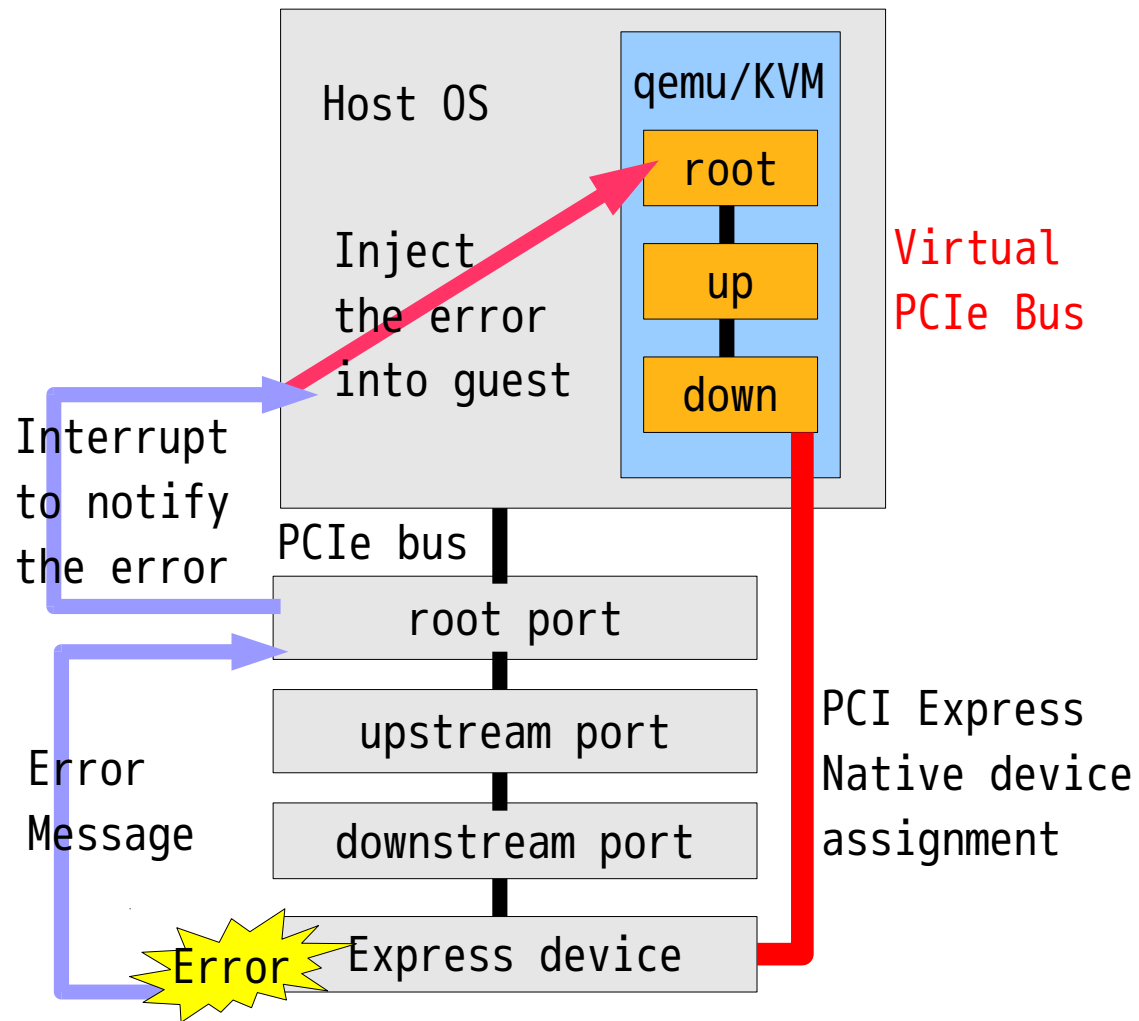 Host OS
qemu/KVM
root
up
down
Virtual
PCIe Bus
Inject
the error
into guest
Interrupt
to notify
the error
PCIe bus
root port
upstream port
downstream port
Express device
Error
Message
Error
PCI Express
Native device
assignment